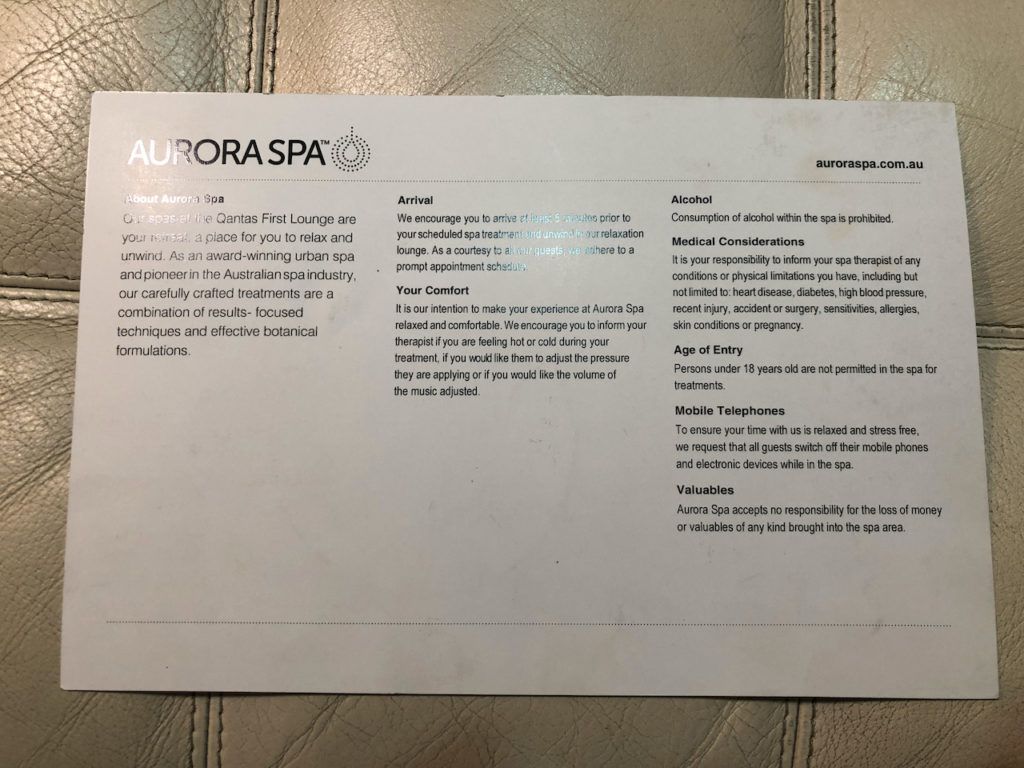 AURORA SPA™
auroraspa.com.au
About Aurora Spa
Our spas at the Qantas First Lounge are
your retreat, a place for you to relax and
unwind. As an award-winning urban spa
and pioneer in the Australian spa industry,
our carefully crafted treatments are a
combination of results- focused
techniques and effective botanical
formulations.
Arrival
We encourage you to arrive at least 5 minutes prior to
your scheduled spa treatment and unwind in our relaxation
lounge. As a courtesy to all our guests, we adhere to a
prompt appointment schedule.
Your Comfort
It is our intention to make your experience at Aurora Spa
relaxed and comfortable. We encourage you to inform your
therapist if you are feeling hot or cold during your
treatment, if you would like them to adjust the pressure
they are applying or if you would like the volume of
the music adjusted.
Alcohol
Consumption of alcohol within the spa is prohibited.
Medical Considerations
It is your responsibility to inform your spa therapist of any
conditions or physical limitations you have, including but
not limited to: heart disease, diabetes, high blood pressure,
recent injury, accident or surgery, sensitivities, allergies,
skin conditions or pregnancy.
Age of Entry
Persons under 18 years old are not permitted in the spa for
treatments.
Mobile Telephones
To ensure your time with us is relaxed and stress free,
we request that all guests switch off their mobile phones
and electronic devices while in the spa.
Valuables
Aurora Spa accepts no responsibility for the loss of money
or valuables of any kind brought into the spa area.